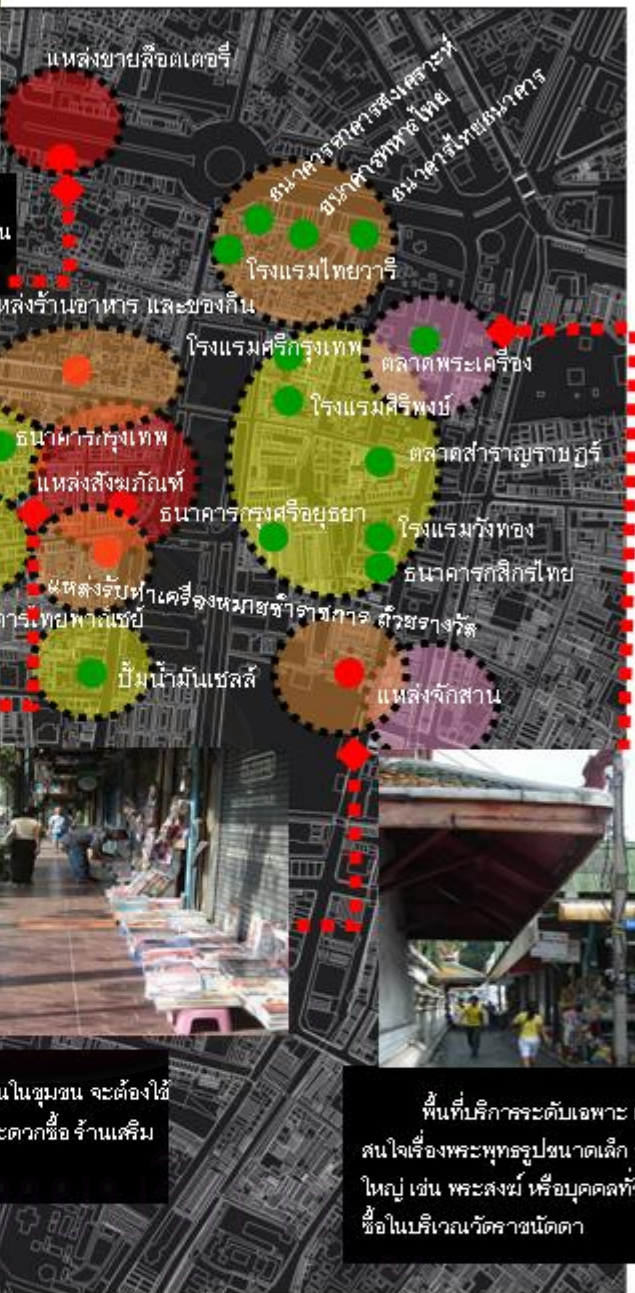 แหล่งขายล็อตเตอรี่
ธนาคารอาคารสงเคราะห์
ธนาคารทหารไทย
ธนาคารไทยธนาคาร
น
โรงแรมไทยวารี
หล่งร้านอาหาร และของกิน
โรงแรมศรีกรุงเทพ
ตลาดพระเครื่อง
โรงแรมศิริพงษ์
ธนาคารกรุงเทพ
ตลาดสำราญราษฎร์
แหล่งสังฆภัณฑ์
ธนาคารกรุงศรีอยุธยา
โรงแรมวังทอง
ธนาคารกสิกรไทย
แหล่งรับทำเครื่องหมายข้าราชการ ถ้วยรางวัล
ารไทยพาณิชย์
ปั๊มน้ำมันเชลล์
แหล่งจักสาน
นในชุมชน จะต้องใช้
ะดวกซื้อ ร้านเสริม
พื้นที่บริการระดับเฉพาะ
สนใจเรื่องพระพุทธรูปขนาดเล็ก
ใหญ่ เช่น พระสงฆ์ หรือบุคคลทั่
ซื้อในบริเวณวัดราชนัดดา